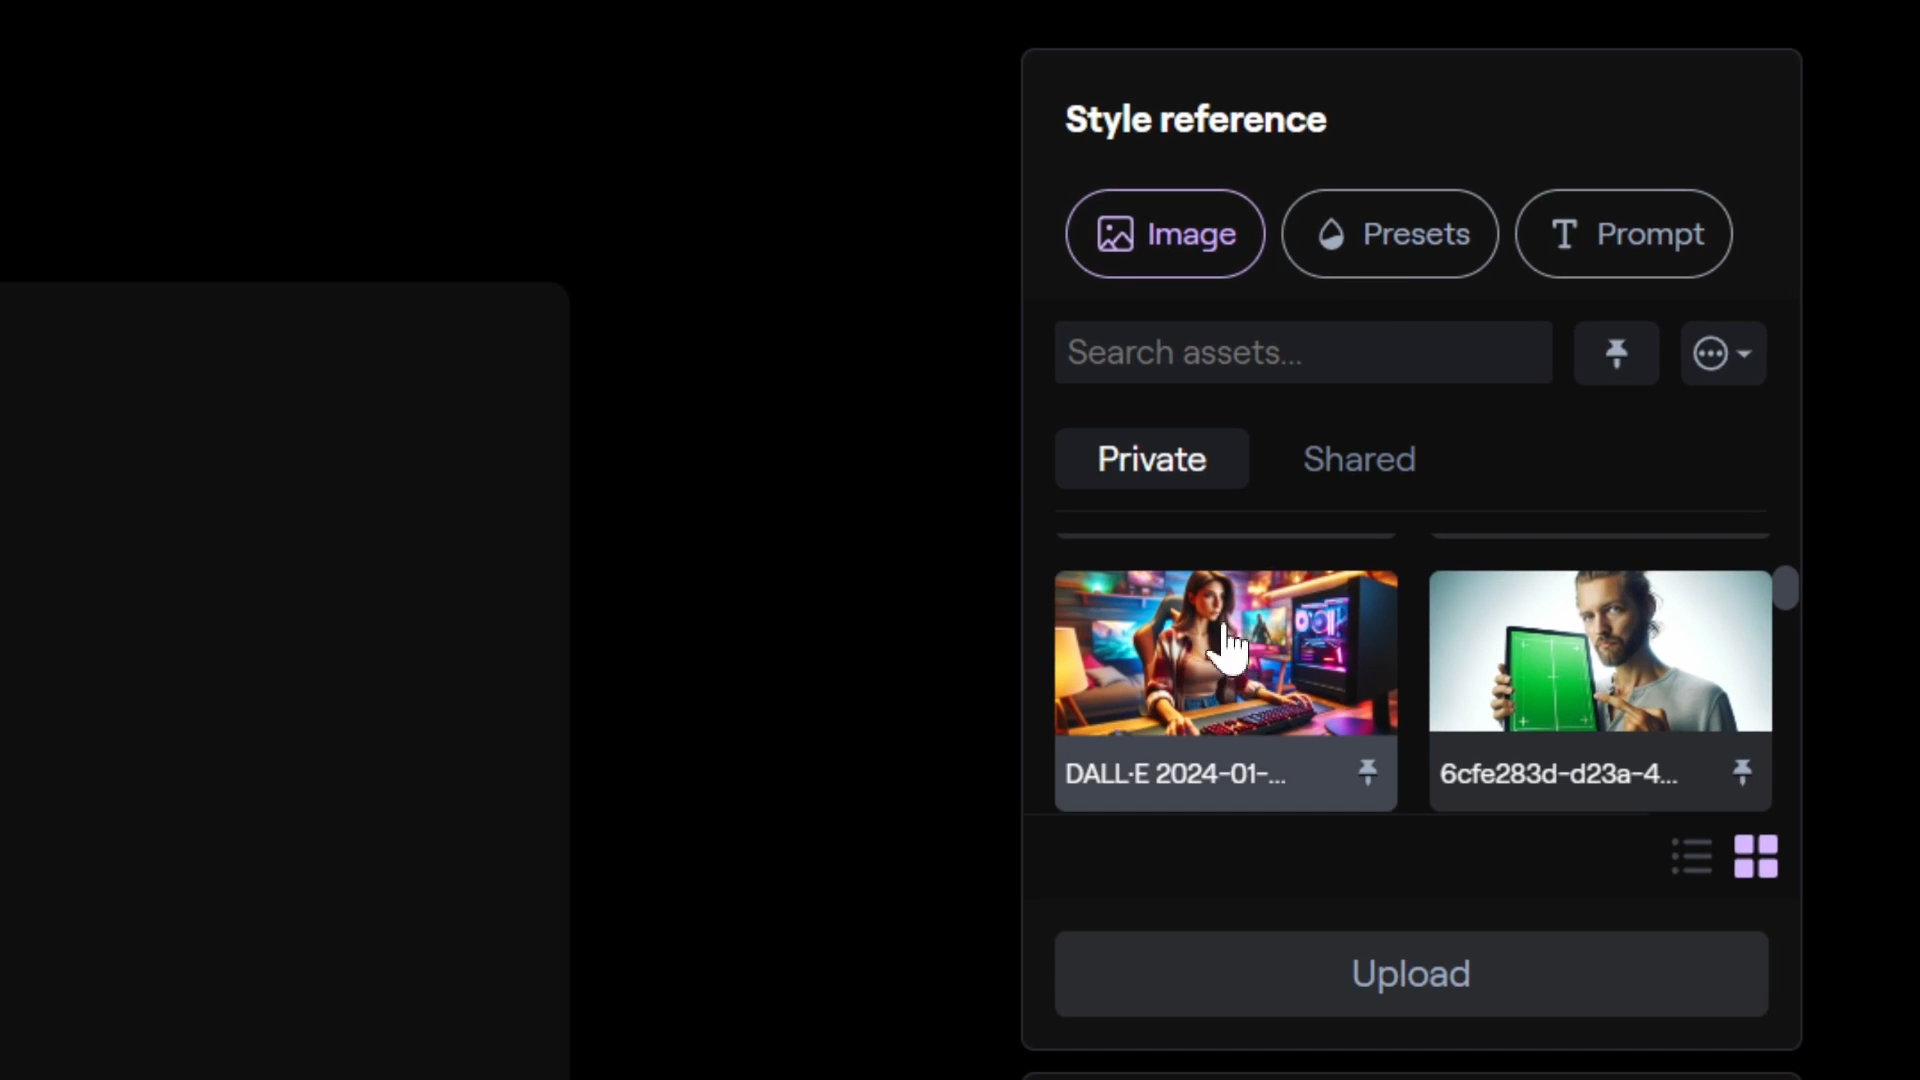 Style reference
Image
Presets
Prompt
Search assets...
Private
Shared
DALL·E 2024-01-...
6cfe283d-d23a-4...
Upload